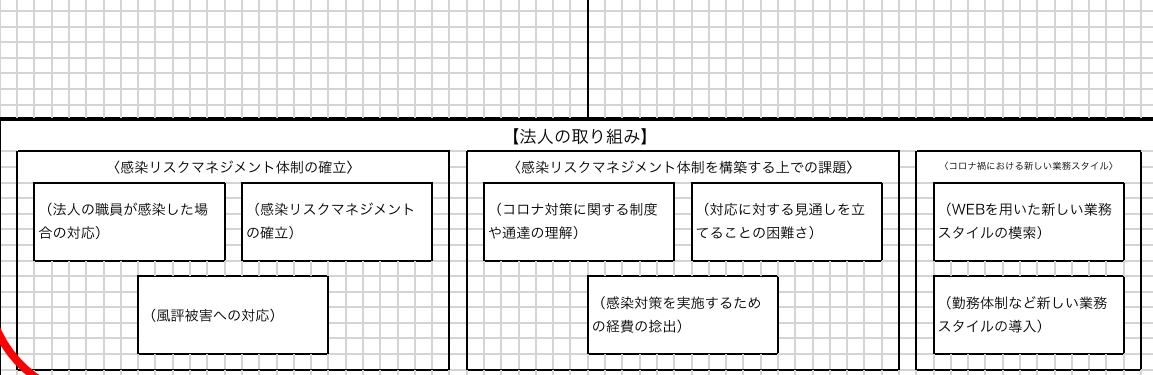 【法人の取り組み】
〈感染リスクマネジメント体制の確立〉
（法人の職員が感染した場
合の対応）
（感染リスクマネジメント
の確立）
（風評被害への対応）
〈感染リスクマネジメント体制を構築する上での課題〉
（コロナ対策に関する制度
や通達の理解）
（対応に対する見通しを立
てることの困難さ）
（感染対策を実施するため
の経費の捻出）
〈コロナ禍における新しい業務スタイル〉
（WEBを用いた新しい業務
スタイルの模索）
（勤務体制など新しい業務
スタイルの導入）